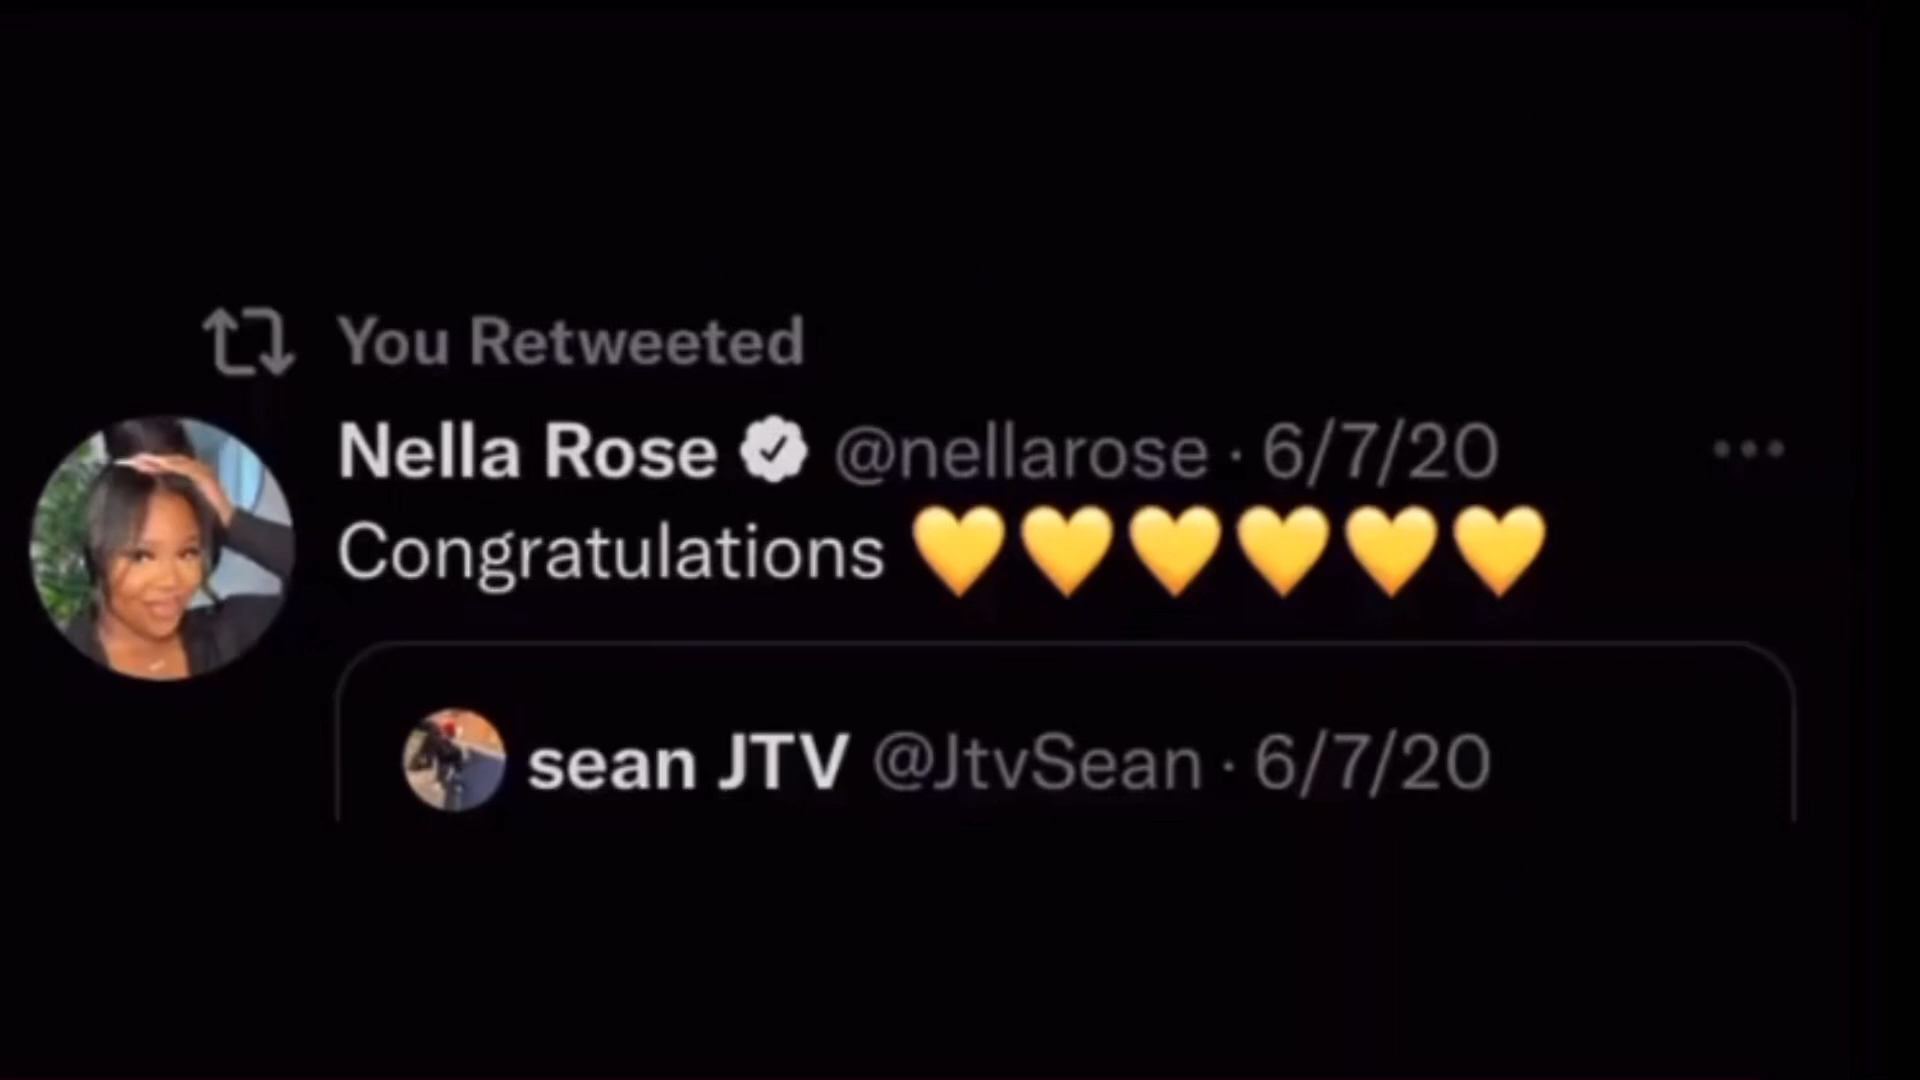 You Retweeted
Nella Rose @nellarose · 6/7/20
Congratulations 💛💛💛💛💛💛
sean JTV @JtvSean · 6/7/20